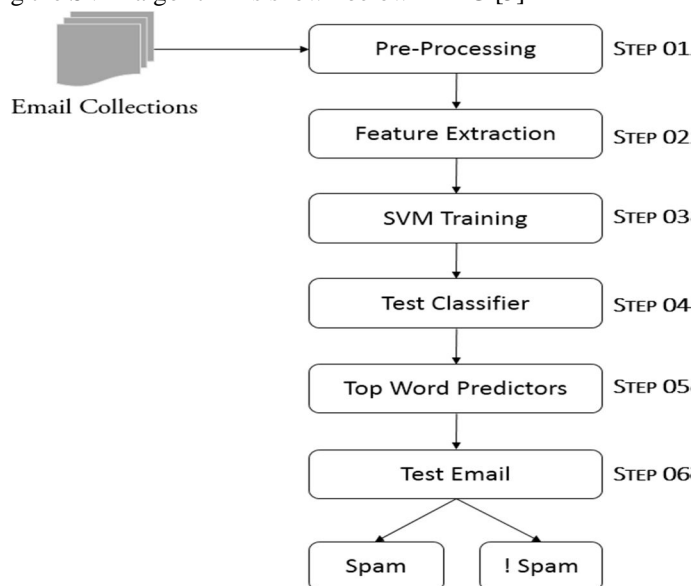 Pre-Processing
STEP 01
Email Collections
Feature Extraction
STEP 02
SVM Training
STEP 03
Test Classifier
STEP 04
Top Word Predictors
STEP 05
Test Email
STEP 06
Spam
! Spam